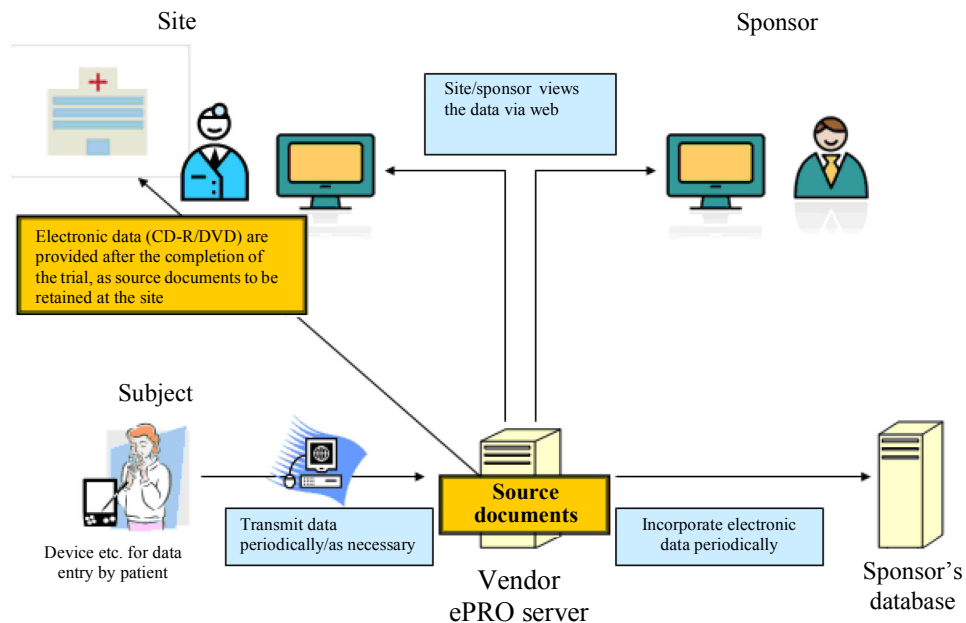 Site
Sponsor
Site/sponsor views
the data via web
Electronic data (CD-R/DVD) are
provided after the completion of
the trial, as source documents to be
retained at the site
Subject
Device etc. for data
entry by patient
Transmit data
periodically/as necessary
Source
documents
Vendor
ePRO server
Incorporate electronic
data periodically
Sponsor’s
database